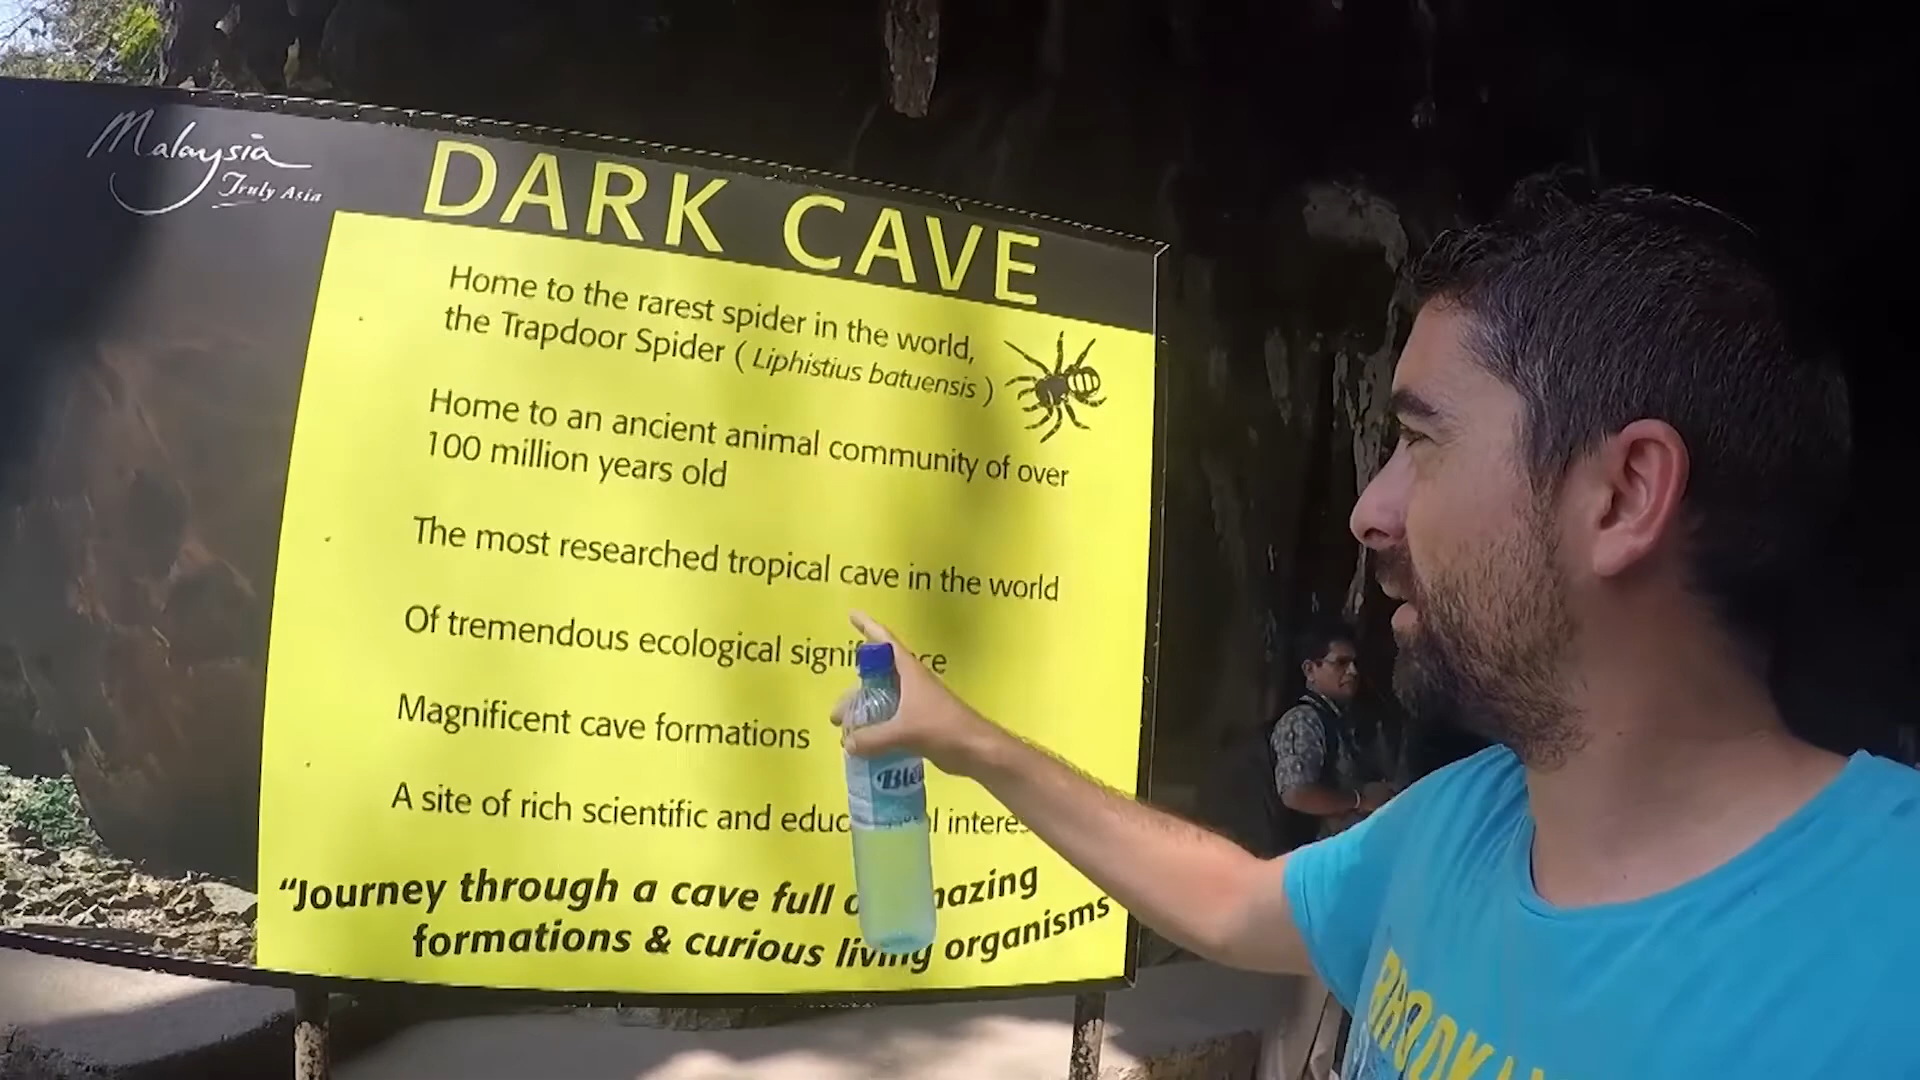 Malaysia
Truly Asia
DARK CAVE
Home to the rarest spider in the world,
the Trapdoor Spider ( Liphistius batuensis )
Home to an ancient animal community of over
100 million years old
The most researched tropical cave in the world
Of tremendous ecological
Magnificent cave formations
A site of rich scientific and
"Journey through a cave full
formations & curious living organisms